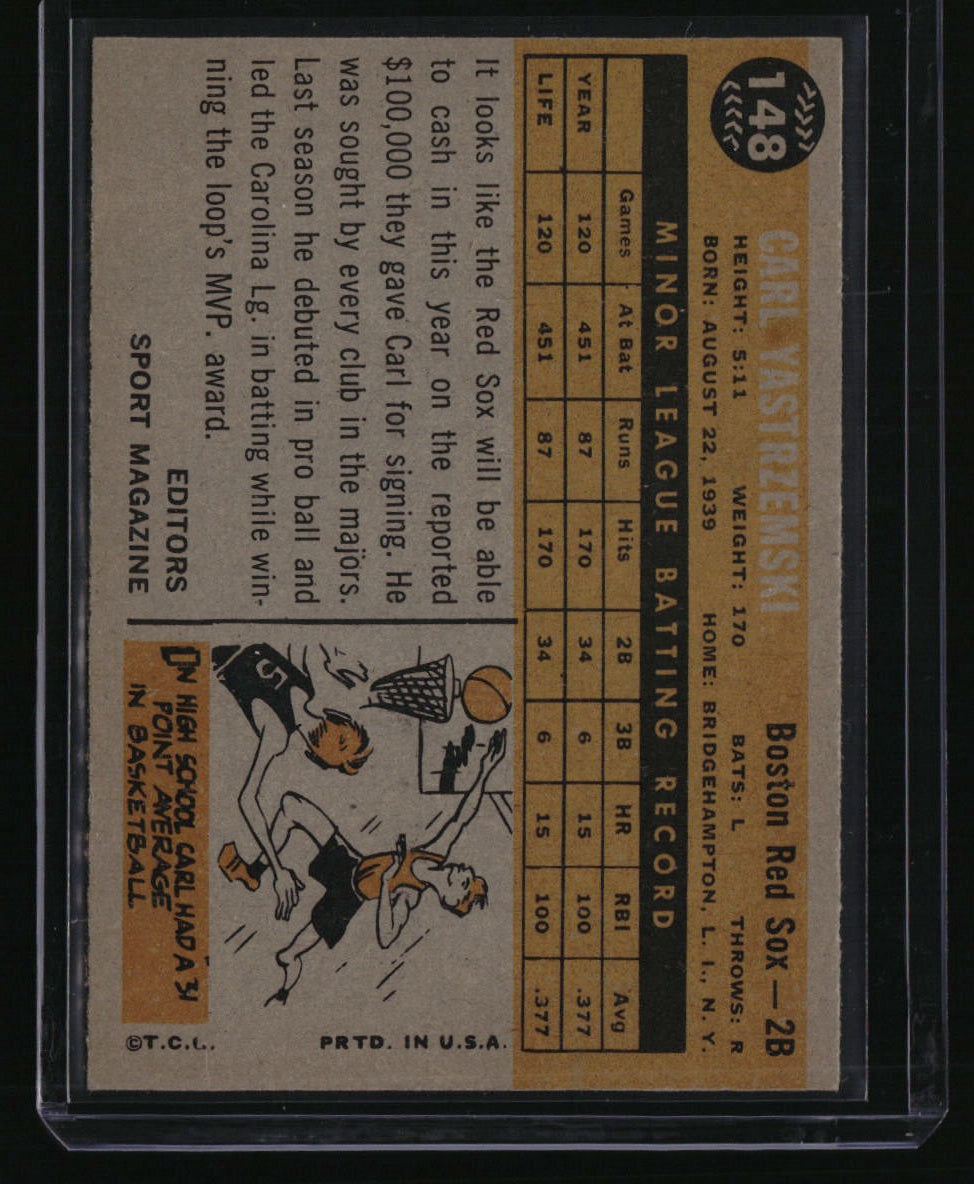 148
CARL YASTRZEMSKI
Boston Red Sox — 2B
HEIGHT: 5:11 WEIGHT: 170 BATS: L THROWS: R
BORN: AUGUST 22, 1939 HOME: BRIDGEHAMPTON, L. I., N. Y.
MINOR LEAGUE BATTING RECORD
Games At Bat Runs Hits 2B 3B HR RBI Avg
YEAR 120 451 87 170 34 6 15 100 .377
LIFE 120 451 87 170 34 6 15 100 .377
It looks like the Red Sox will be able
to cash in this year on the reported
$100,000 they gave Carl for signing. He
was sought by every club in the majors.
Last season he debuted in pro ball and
led the Carolina Lg. in batting while win-
ning the loop's MVP. award.
EDITORS
SPORT MAGAZINE
5
IN HIGH SCHOOL CARL HAD A 31
POINT AVERAGE
IN BASKETBALL.
©T.C.G. PRTD. IN U.S.A.